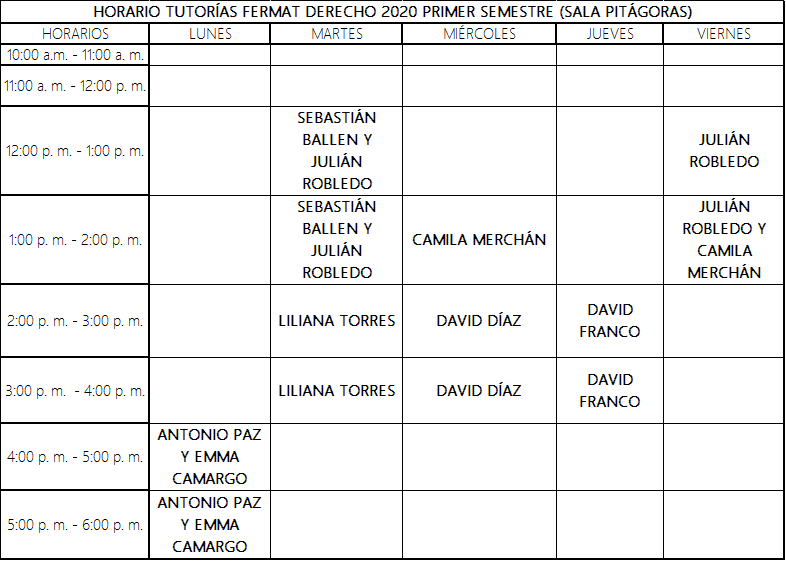 HORARIO TUTORÍAS FERMAT DERECHO 2020 PRIMER SEMESTRE (SALA PITÁGORAS)
HORARIOS LUNES MARTES MIÉRCOLES JUEVES VIERNES
10:00 a.m. - 11:00 a. m.
11:00 a. m. - 12:00 p. m.
12:00 p. m. - 1:00 p. m.
SEBASTIÁN
BALLEN Y
JULIÁN
ROBLEDO
JULIÁN
ROBLEDO
1:00 p. m. - 2:00 p. m.
SEBASTIÁN
BALLEN Y
JULIÁN
ROBLEDO
CAMILA MERCHÁN
JULIÁN
ROBLEDO Y
CAMILA
MERCHÁN
2:00 p. m. - 3:00 p. m.
LILIANA TORRES
DAVID DÍAZ
DAVID
FRANCO
3:00 p. m.  - 4:00 p. m.
LILIANA TORRES
DAVID DÍAZ
DAVID
FRANCO
4:00 p. m. - 5:00 p. m.
ANTONIO PAZ
Y EMMA
CAMARGO
5:00 p. m. - 6:00 p. m.
ANTONIO PAZ
Y EMMA
CAMARGO